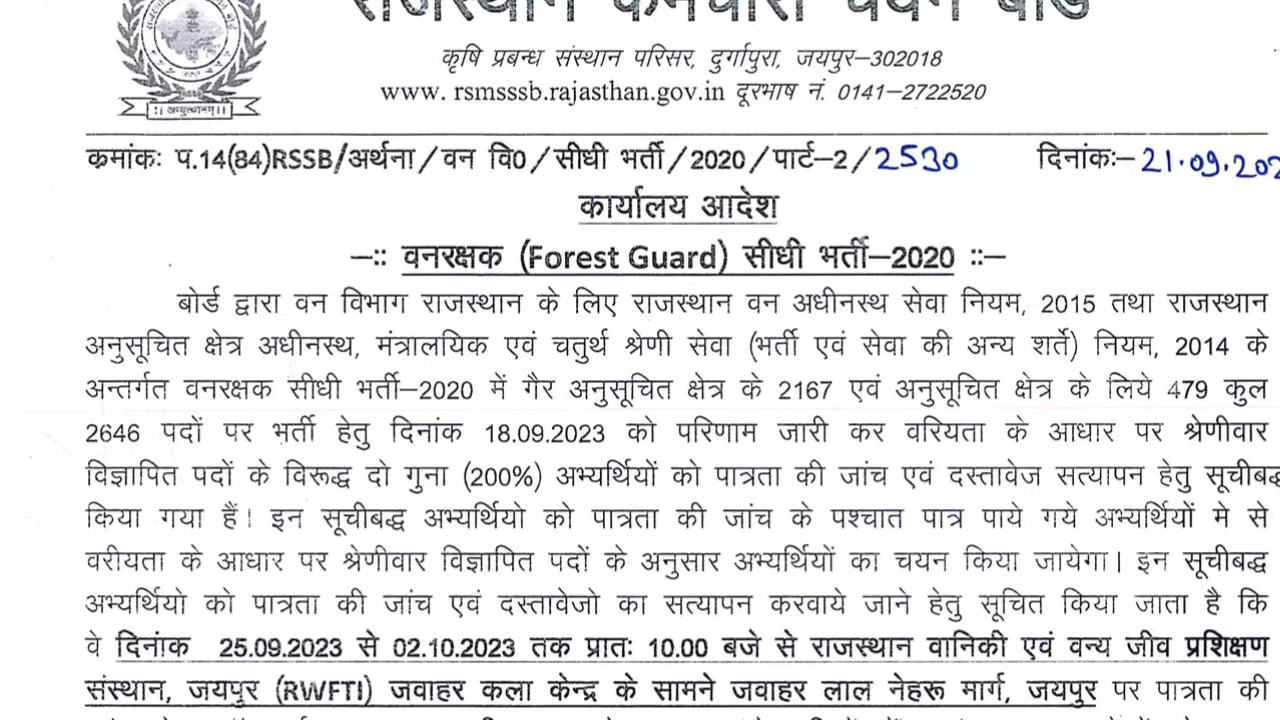 राजस्थान कर्मचारी चयन बोर्ड
कृषि प्रबन्ध संस्थान परिसर, दुर्गापुरा, जयपुर–302018
www. rsmsssb.rajasthan.gov.in दूरभाष नं. 0141–2722520
कमांकः प.14(84)RSSB/अर्थना/वन वि0/सीधी भर्ती/2020/पार्ट–2/2530 दिनांकः– 21.09.202
कार्यालय आदेश
–:: वनरक्षक (Forest Guard) सीधी भर्ती–2020 ::–
बोर्ड द्वारा वन विभाग राजस्थान के लिए राजस्थान वन अधीनस्थ सेवा नियम, 2015 तथा राजस्थान
अनुसूचित क्षेत्र अधीनस्थ, मंत्रालयिक एवं चतुर्थ श्रेणी सेवा (भर्ती एवं सेवा की अन्य शर्ते) नियम, 2014 के
अन्तर्गत वनरक्षक सीधी भर्ती–2020 में गैर अनुसूचित क्षेत्र के 2167 एवं अनुसूचित क्षेत्र के लिये 479 कुल
2646 पदों पर भर्ती हेतु दिनांक 18.09.2023 को परिणाम जारी कर वरियता के आधार पर श्रेणीवार
विज्ञापित पदों के विरूद्ध दो गुना (200%) अभ्यर्थियों को पात्रता की जांच एवं दस्तावेज सत्यापन हेतु सूचीबद्ध
किया गया हैं। इन सूचीबद्ध अभ्यर्थियो को पात्रता की जांच के पश्चात पात्र पाये गये अभ्यर्थियों मे से
वरीयता के आधार पर श्रेणीवार विज्ञापित पदों के अनुसार अभ्यर्थियों का चयन किया जायेगा। इन सूचीबद्ध
अभ्यर्थियो को पात्रता की जांच एवं दस्तावेजो का सत्यापन करवाये जाने हेतु सूचित किया जाता है कि
वे दिनांक 25.09.2023 से 02.10.2023 तक प्रातः 10.00 बजे से राजस्थान वानिकी एवं वन्य जीव प्रशिक्षण
संस्थान, जयपुर (RWFTI) जवाहर कला केन्द्र के सामने जवाहर लाल नेहरू मार्ग, जयपुर पर पात्रता की